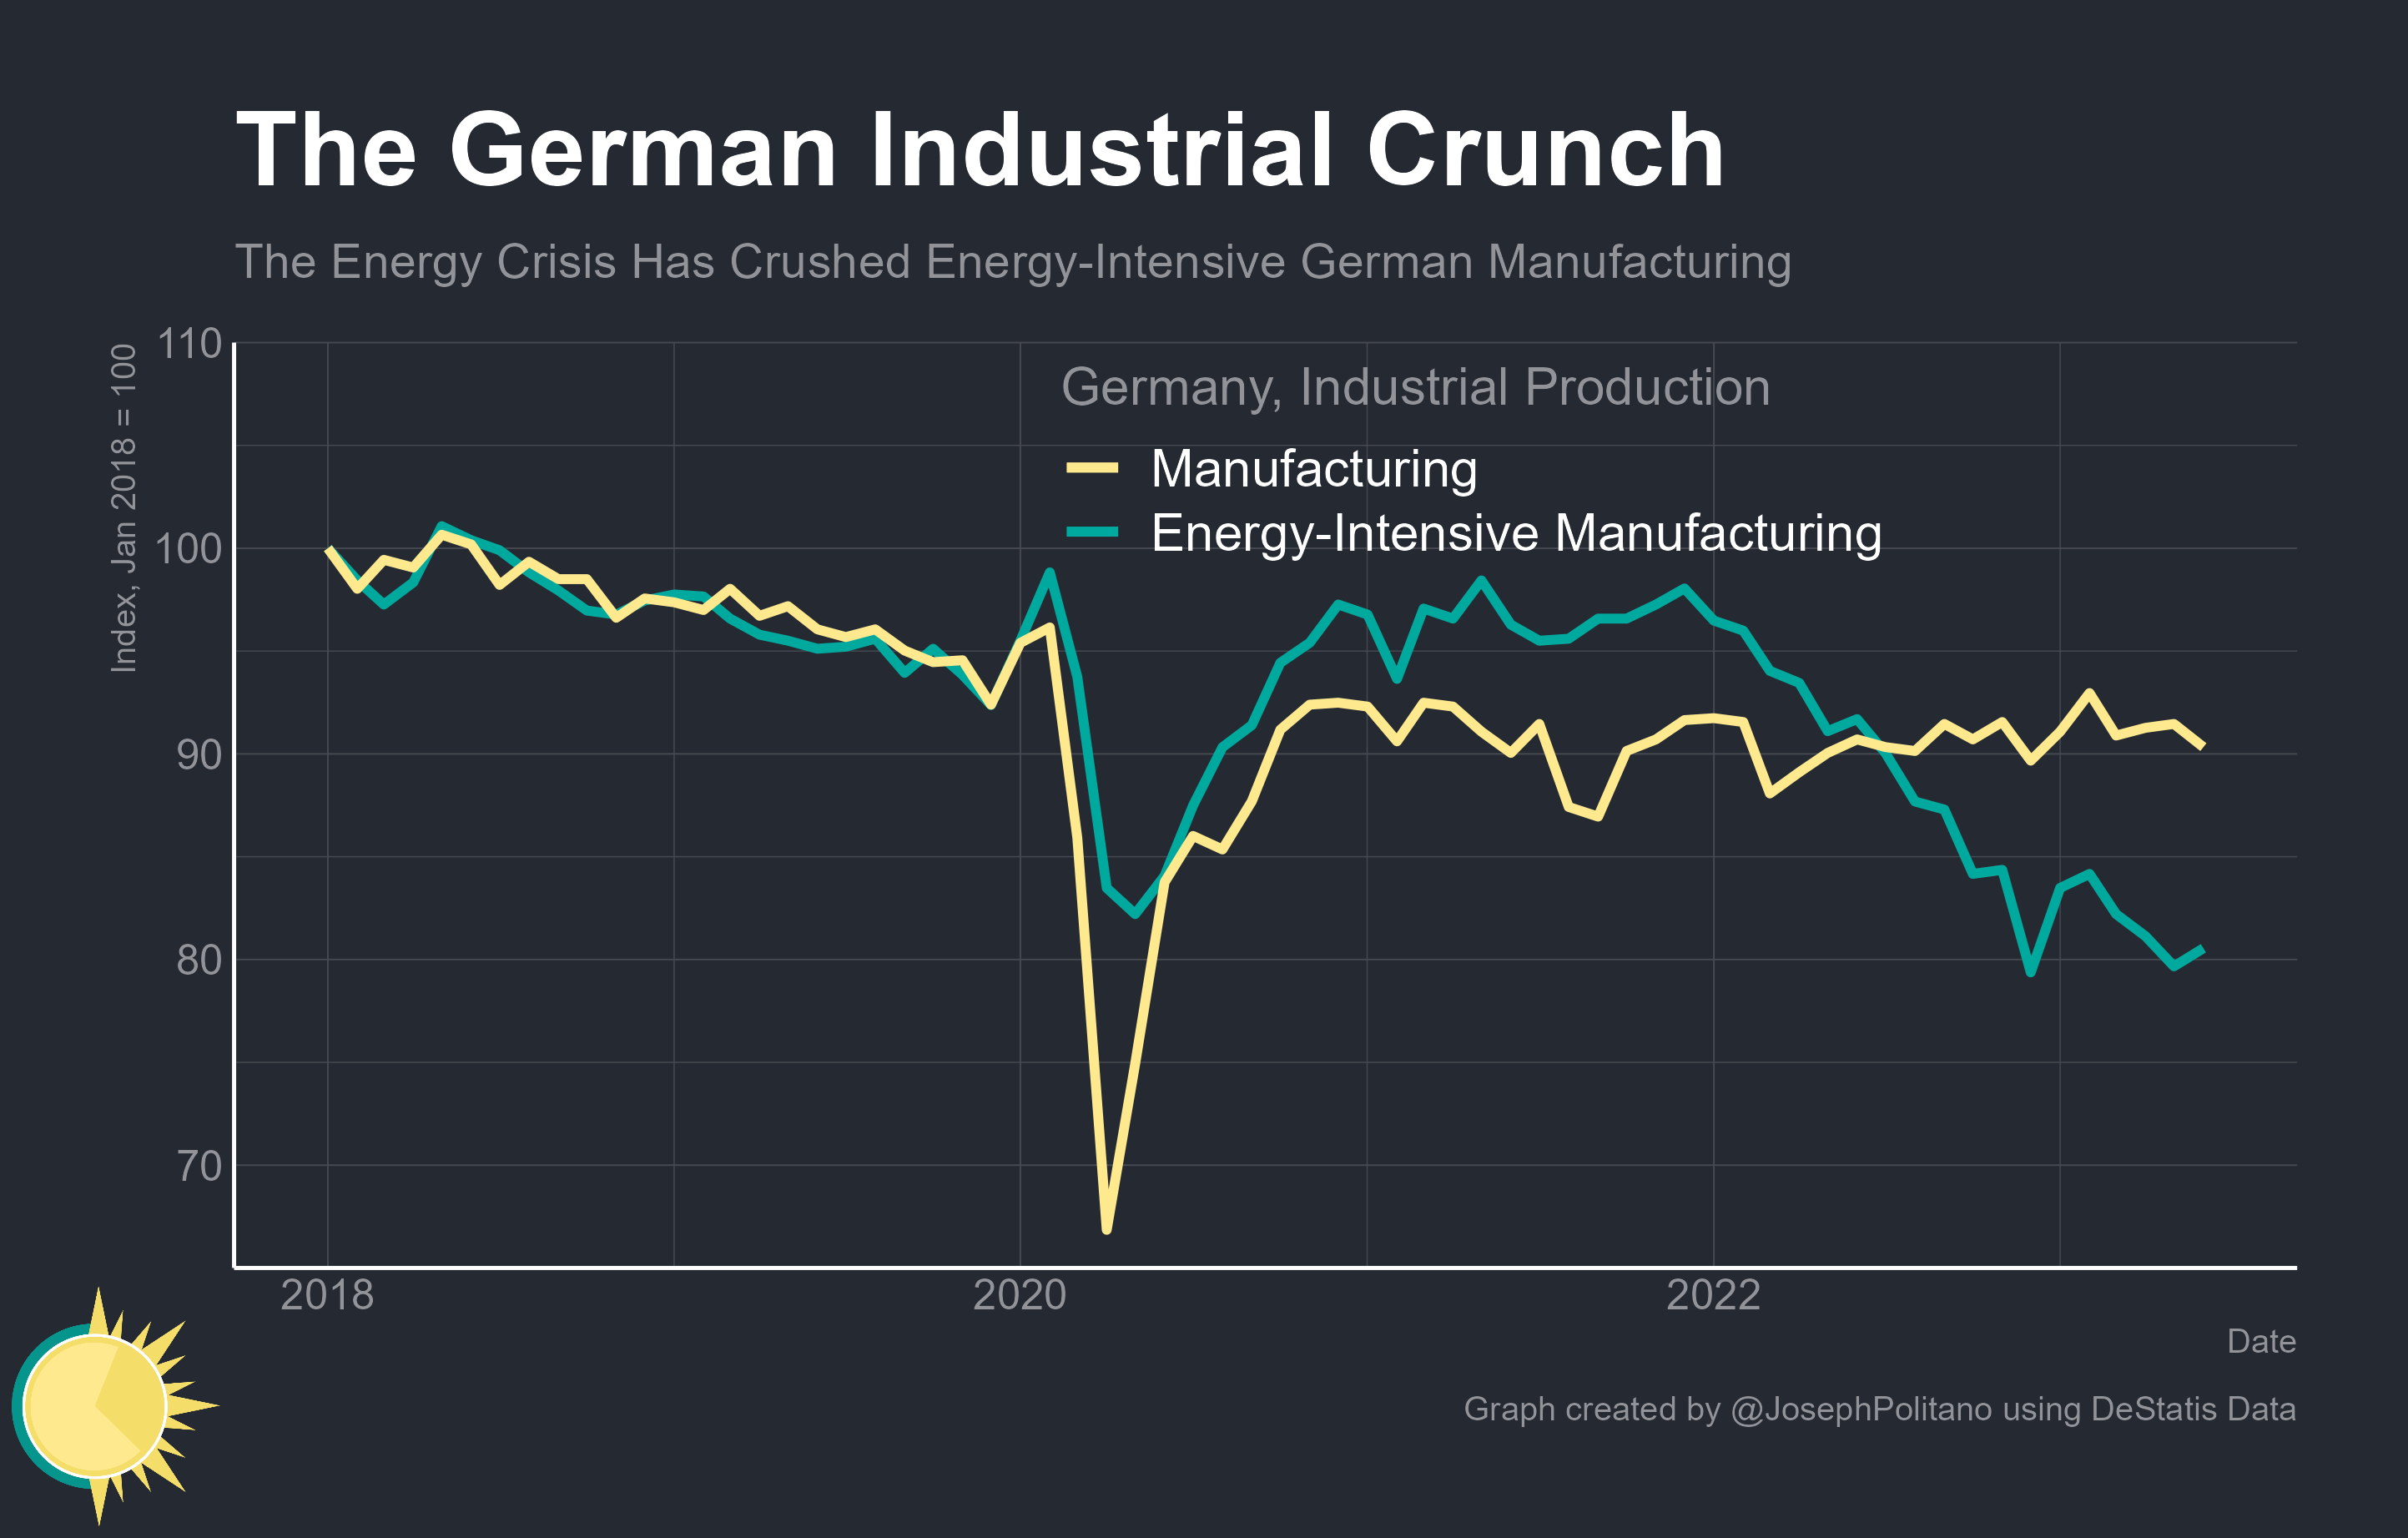 The German Industrial Crunch
The Energy Crisis Has Crushed Energy-Intensive German Manufacturing
Index, Jan 2018 = 100
110
100
90
80
70
Germany, Industrial Production
Manufacturing
Energy-Intensive Manufacturing
2018
2020
2022
Date
Graph created by @JosephPolitano using DeStatis Data